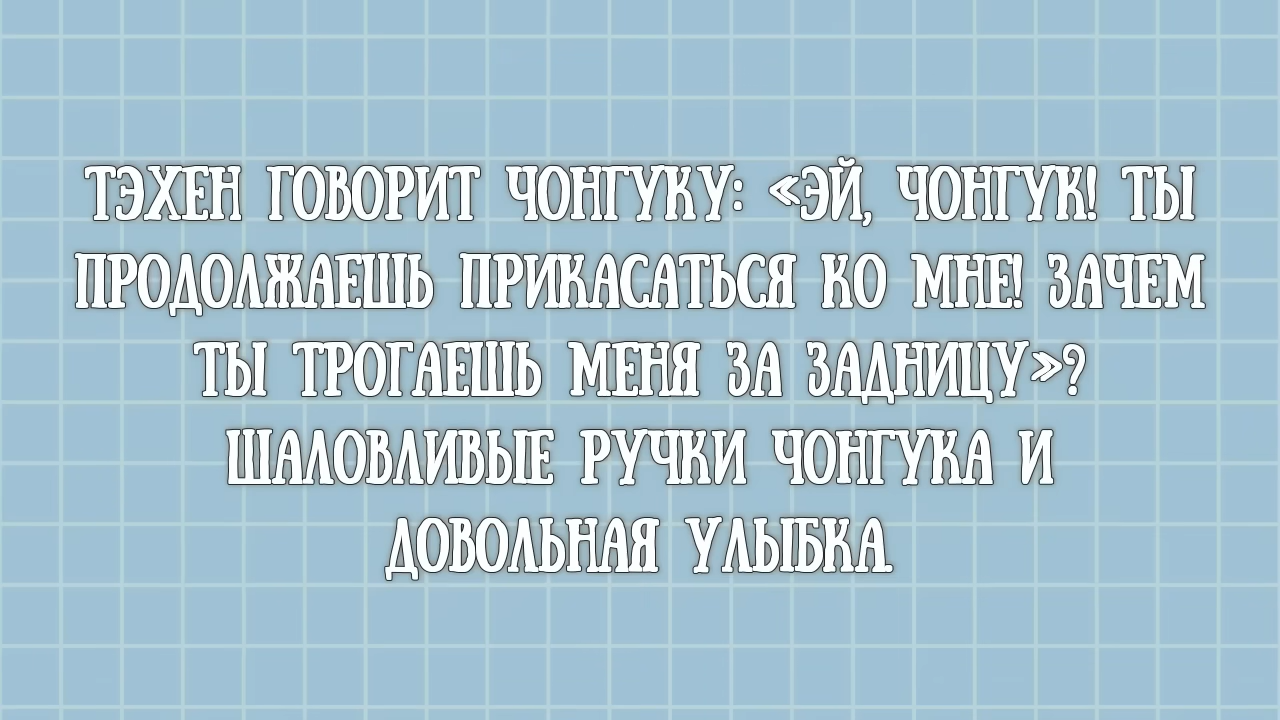 ТЭХЕН ГОВОРИТ ЧОНГУКУ: «ЭЙ, ЧОНГУК! ТЫ
ПРОДОЛЖАЕШЬ ПРИКАСАТЬСЯ КО МНЕ! ЗАЧЕМ
ТЫ ТРОГАЕШЬ МЕНЯ ЗА ЗАДНИЦУ»?
ШАЛОВЛИВЫЕ РУЧКИ ЧОНГУКА И
ДОВОЛЬНАЯ УЛЫБКА.